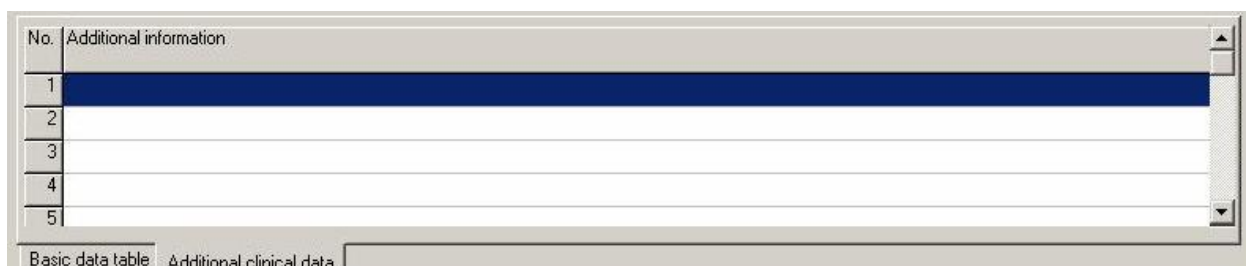 No. Additional information
1
2
3
4
5
Basic data table Additional clinical data